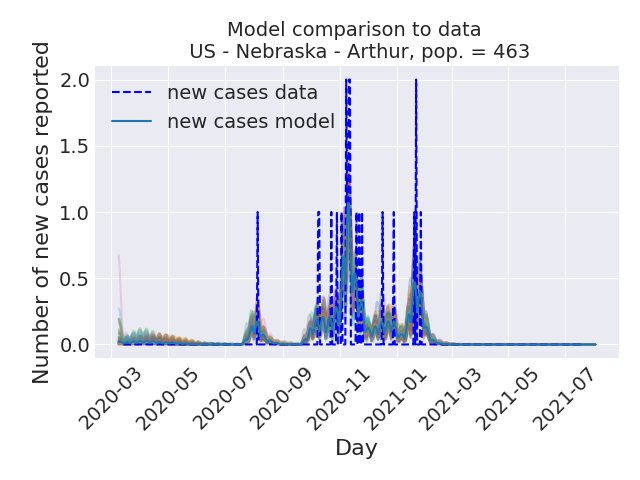 Model comparison to data
US - Nebraska - Arthur, pop. = 463
Number of new cases reported
2.0
1.5
1.0
0.5
0.0
new cases data
new cases model
2020-03
2020-05
2020-07
2020-09
2020-11
2021-01
2021-03
2021-05
2021-07
Day